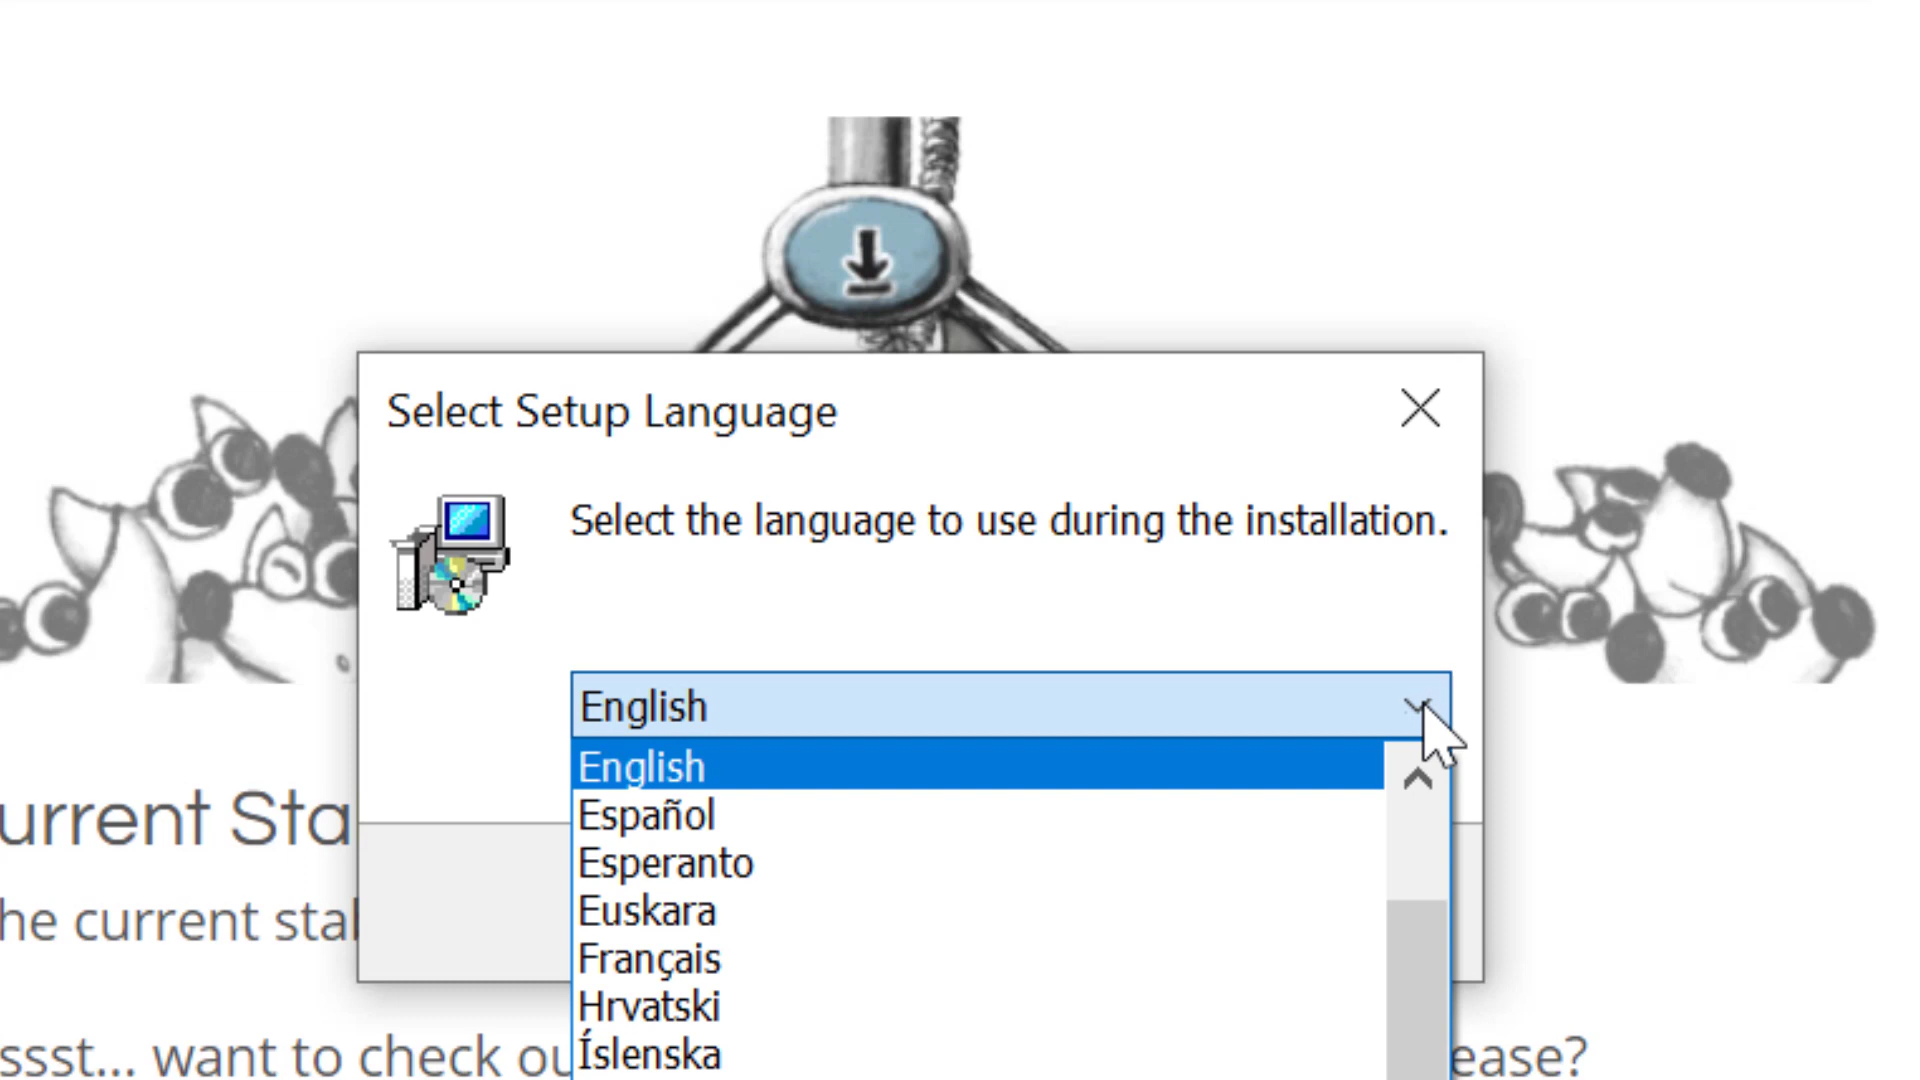 Select Setup Language
Select the language to use during the installation.
English
English
Español
Esperanto
Euskara
Français
Hrvatski
Íslenska
urrent Sta
he current stal
ssst... want to check ou
ease?